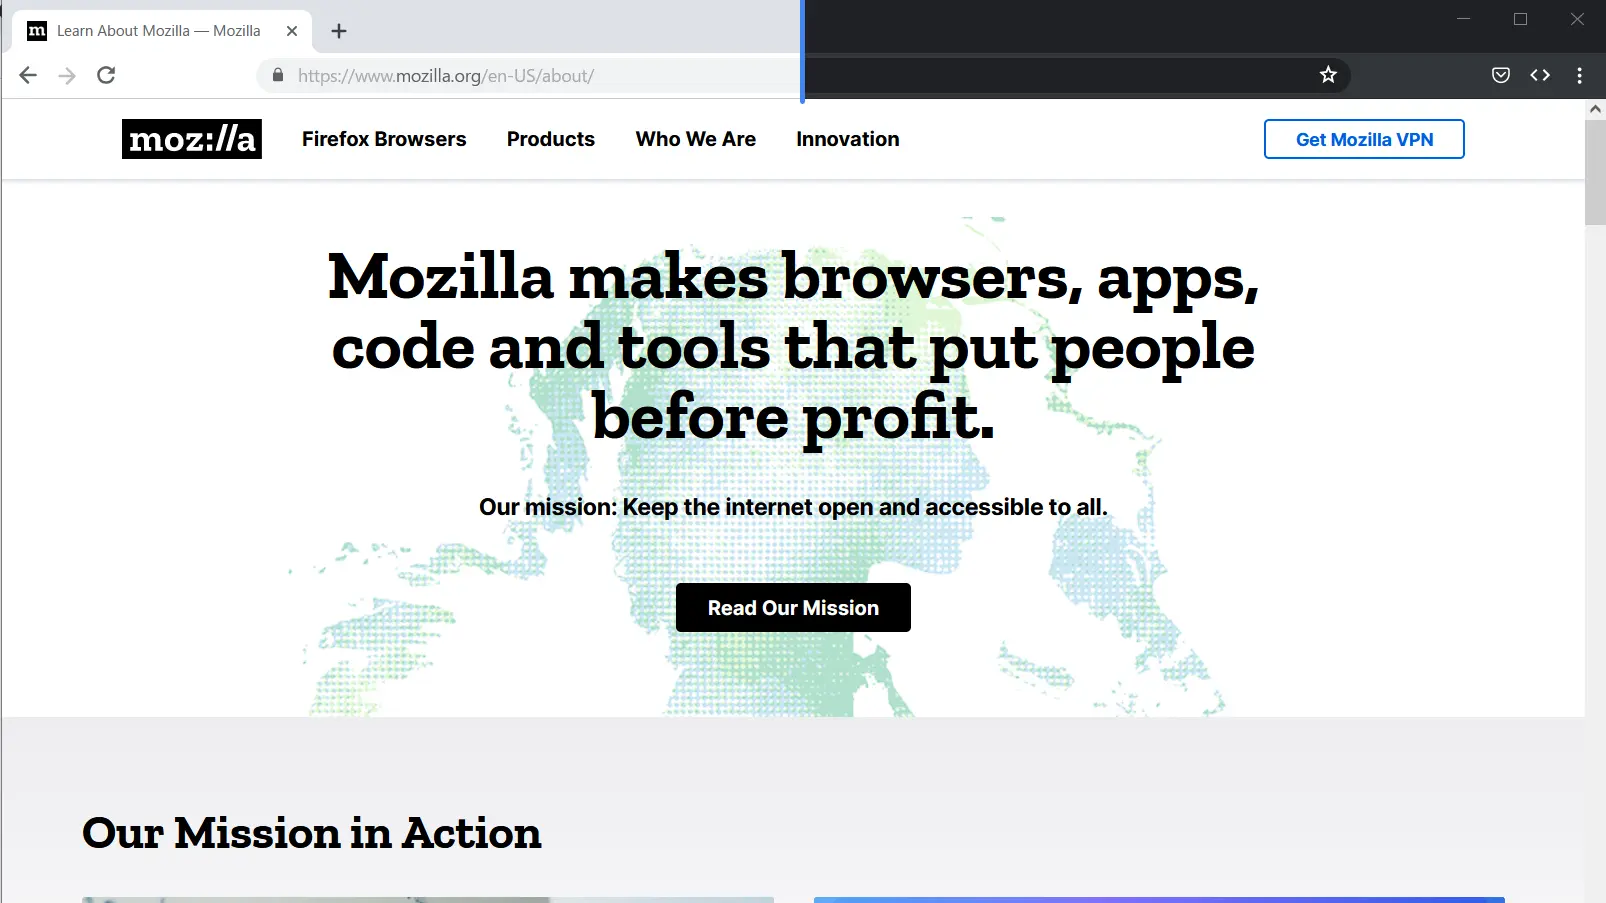 Learn About Mozilla — Mozilla
https://www.mozilla.org/en-US/about/
moz://a Firefox Browsers Products Who We Are Innovation Get Mozilla VPN
Mozilla makes browsers, apps,
code and tools that put people
before profit.
Our mission: Keep the internet open and accessible to all.
Read Our Mission
Our Mission in Action